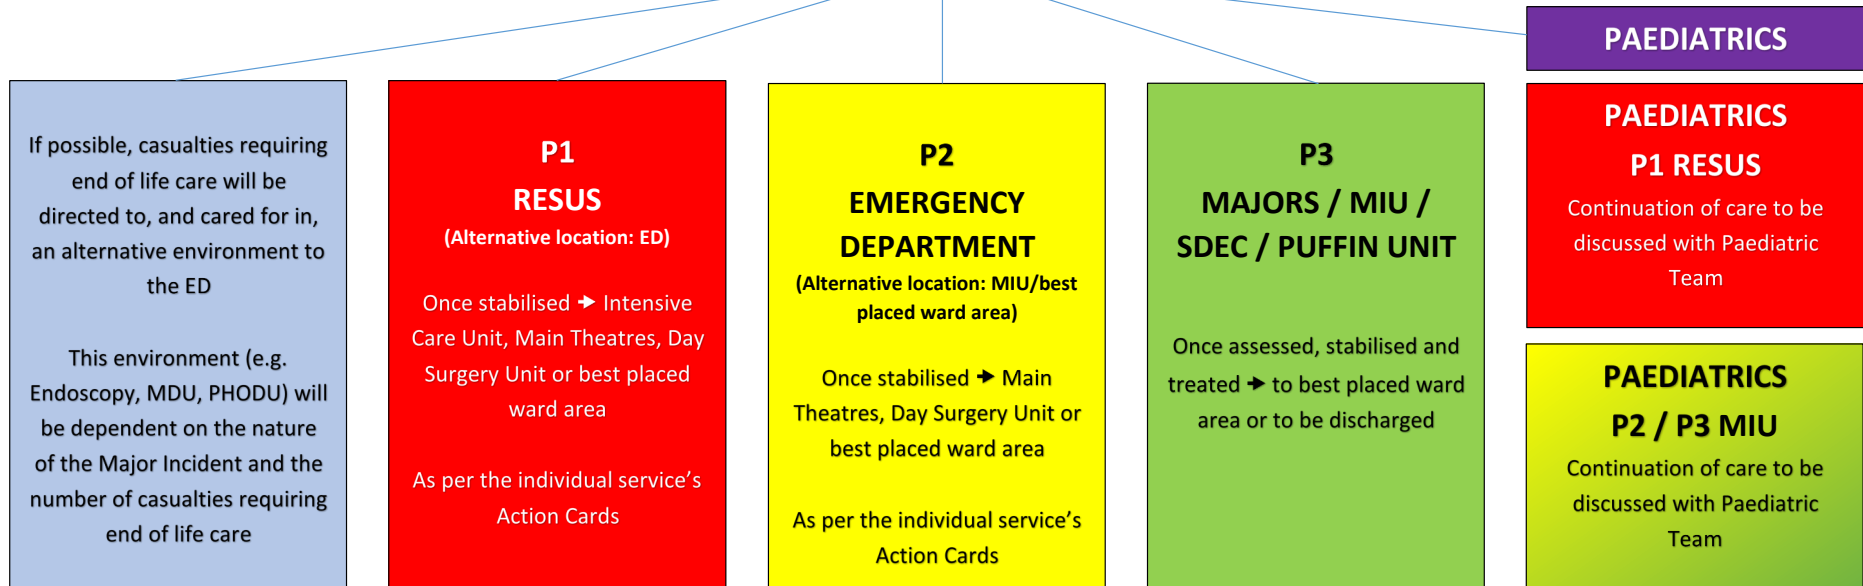 If possible, casualties requiring
end of life care will be
directed to, and cared for in,
an alternative environment to
the ED
This environment (e.g.
Endoscopy, MDU, PHODU) will
be dependent on the nature
of the Major Incident and the
number of casualties requiring
end of life care
P1
RESUS
(Alternative location: ED)
Once stabilised → Intensive
Care Unit, Main Theatres, Day
Surgery Unit or best placed
ward area
As per the individual service’s
Action Cards
P2
EMERGENCY
DEPARTMENT
(Alternative location: MIU/best
placed ward area)
Once stabilised → Main
Theatres, Day Surgery Unit or
best placed ward area
As per the individual service’s
Action Cards
P3
MAJORS / MIU /
SDEC / PUFFIN UNIT
Once assessed, stabilised and
treated → to best placed ward
area or to be discharged
PAEDIATRICS
PAEDIATRICS
P1 RESUS
Continuation of care to be
discussed with Paediatric
Team
PAEDIATRICS
P2 / P3 MIU
Continuation of care to be
discussed with Paediatric
Team